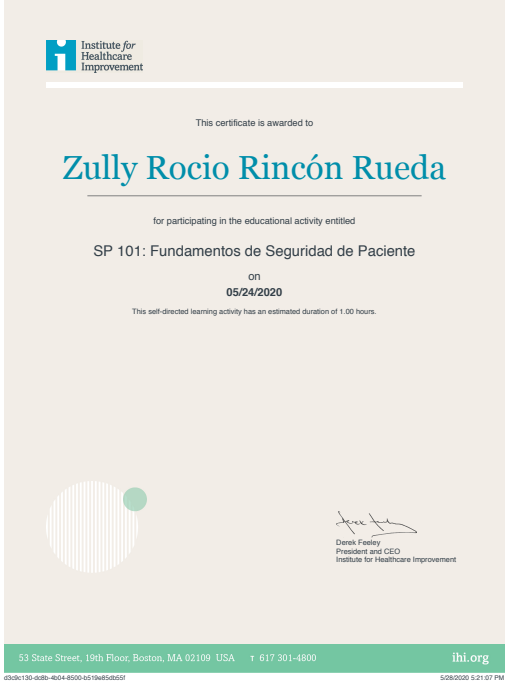 Institute for
Healthcare
Improvement
This certificate is awarded to
Zully Rocio Rincón Rueda
for participating in the educational activity entitled
SP 101: Fundamentos de Seguridad de Paciente
on
05/24/2020
This self-directed learning activity has an estimated duration of 1.00 hours.
Derek Feeley
President and CEO
Institute for Healthcare Improvement
53 State Street, 19th Floor, Boston, MA 02109 USA T 617 301-4800 ihi.org
d3c9c130-dc8b-4b04-8500-b519e85db55f 5/28/2020 5:21:07 PM